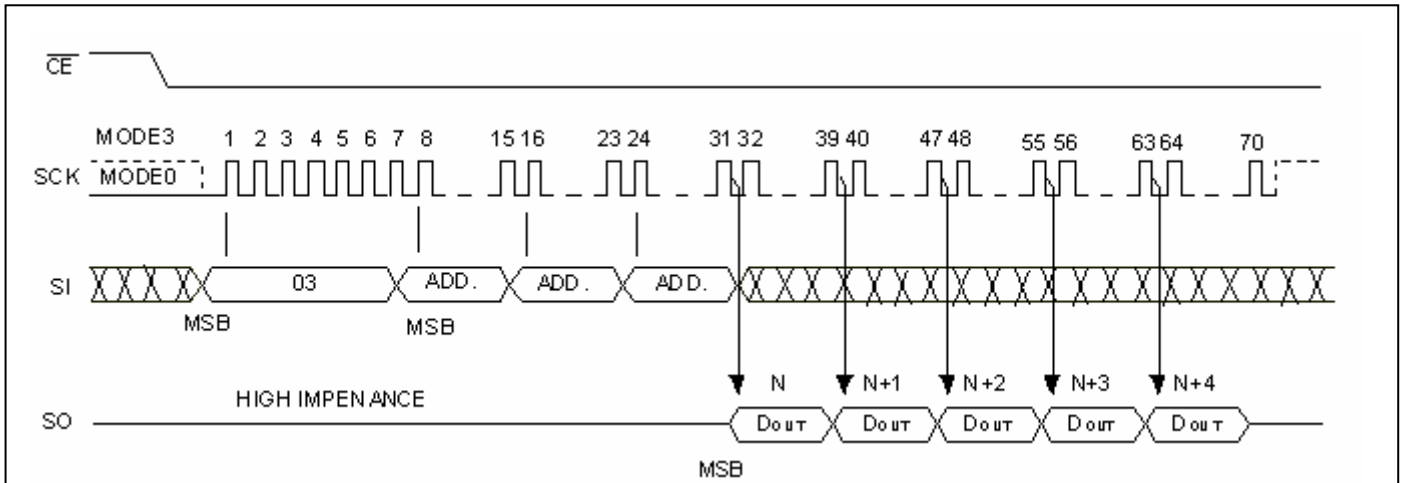 CE
MODE3
1 2 3 4 5 6 7 8 15 16 23 24 31 32 39 40 47 48 55 56 63 64 70
SCK MODE0
SI 03 ADD. ADD. ADD.
MSB MSB
N N+1 N+2 N+3 N+4
HIGH IMPENANCE
SO DOUT DOUT DOUT DOUT DOUT
MSB